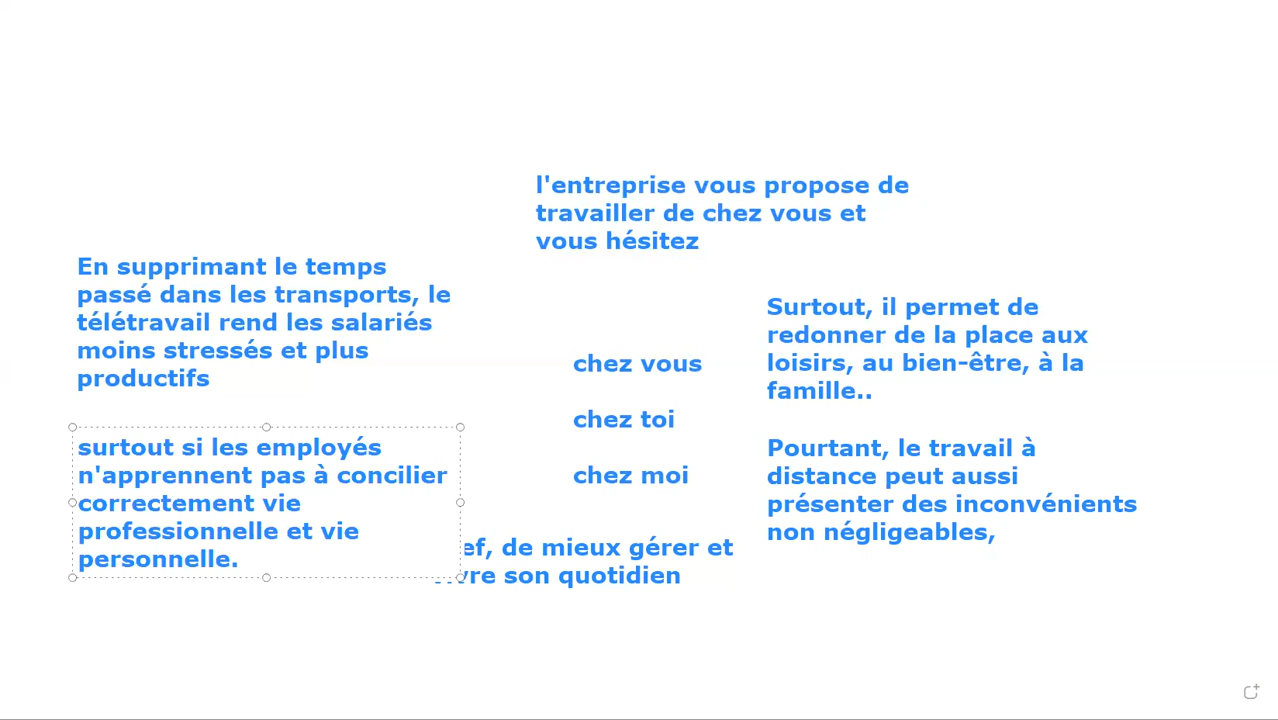 l'entreprise vous propose de
travailler de chez vous et
vous hésitez
En supprimant le temps
passé dans les transports, le
télétravail rend les salariés
moins stressés et plus
productifs
Surtout, il permet de
redonner de la place aux
loisirs, au bien-être, à la
famille..
chez vous
chez toi
chez moi
surtout si les employés
n'apprennent pas à concilier
correctement vie
professionnelle et vie
personnelle.
Pourtant, le travail à
distance peut aussi
présenter des inconvénients
non négligeables,
de mieux gérer et
son quotidien